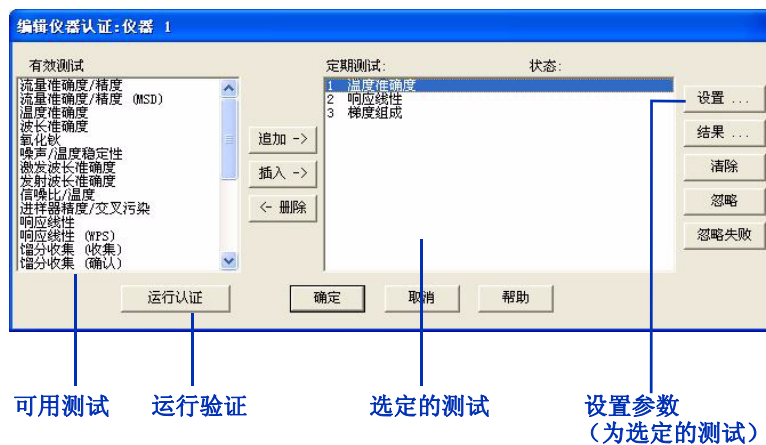 编辑仪器认证:仪器 1
有效测试
定期测试:
状态:
流量准确度/精度
流量准确度/精度 (MSD)
温度准确度
波长准确度
氧化钬
噪声/温度稳定性
激发波长准确度
发射波长准确度
信噪比/温度
进样器精度/交叉污染
响应线性
响应线性 (WPS)
馏分收集 (收集)
馏分收集 (确认)
追加 ->
插入 ->
<- 删除
1 温度准确度
2 响应线性
3 梯度组成
设置 ...
结果 ...
清除
忽略
忽略失败
运行认证
确定
取消
帮助
可用测试
运行验证
选定的测试
设置参数
（为选定的测试）